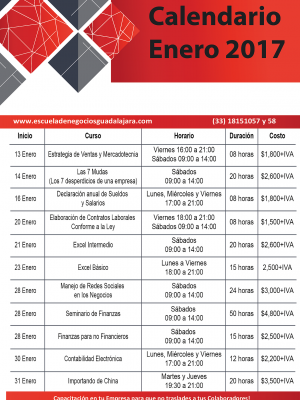 Calendario
Enero 2017
www.escueladenegociosguadalajara.com (33) 18151057 y 58
Inicio Curso Horario Duración Costo
13 Enero Estrategia de Ventas y Mercadotecnia Viernes 16:00 a 21:00 08 horas $1,800+IVA
Sábados 09:00 a 14:00
14 Enero Las 7 Mudas Sábados 20 horas $2,600+IVA
(Los 7 desperdicios de una empresa) 09:00 a 14:00
16 Enero Declaración anual de Sueldos Lunes, Miércoles y Viernes 08 horas $1,800+IVA
y Salarios 17:00 a 21:00
20 Enero Elaboración de Contratos Laborales Viernes 18:00 a 21:00 08 horas $1,500+IVA
Conforme a la Ley Sábados 09:00 a 14:00
21 Enero Excel Intermedio Sábados 20 horas $2,600+IVA
09:00 a 14:00
23 Enero Excel Básico Lunes a Viernes 15 horas 2,500+IVA
18:00 a 21:00
28 Enero Manejo de Redes Sociales Sábados 24 horas $3,000+IVA
en los Negocios 09:00 a 14:00
28 Enero Seminario de Finanzas Sábados 50 horas $4,800+IVA
09:00 a 14:00
28 Enero Finanzas para no Financieros Sábados 15 horas $2,500+IVA
09:00 a 14:00
30 Enero Contabilidad Electrónica Lunes, Miércoles y Viernes 12 horas $2,200+IVA
17:00 a 21:00
31 Enero Importando de China Martes y Jueves 20 horas $3,500+IVA
19:30 a 21:00
Capacitación en tu Empresa para que no traslades a tus Colaboradores!